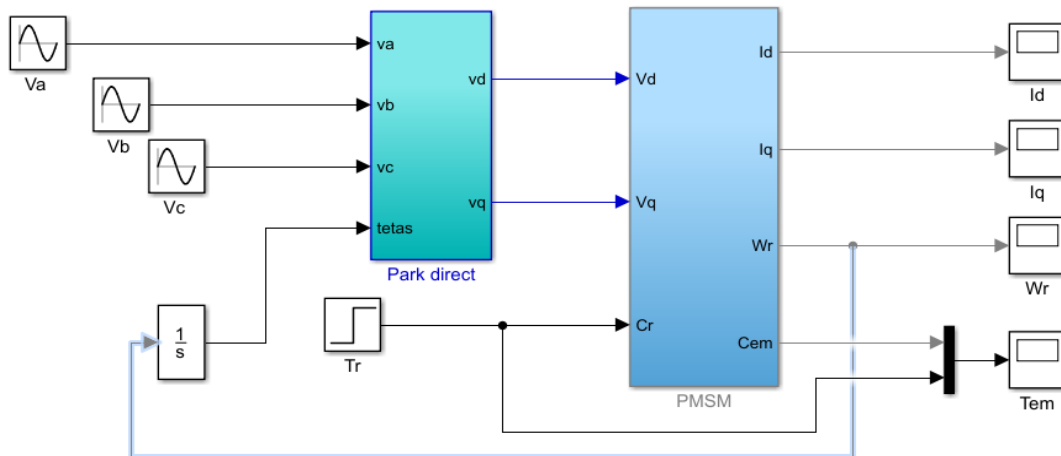 Va
Vb
Vc
va
vb
vc
tetas
vd
vq
Park direct
1
s
Tr
Vd
Vq
Cr
Id
Iq
Wr
Cem
PMSM
Id
Iq
Wr
Tem